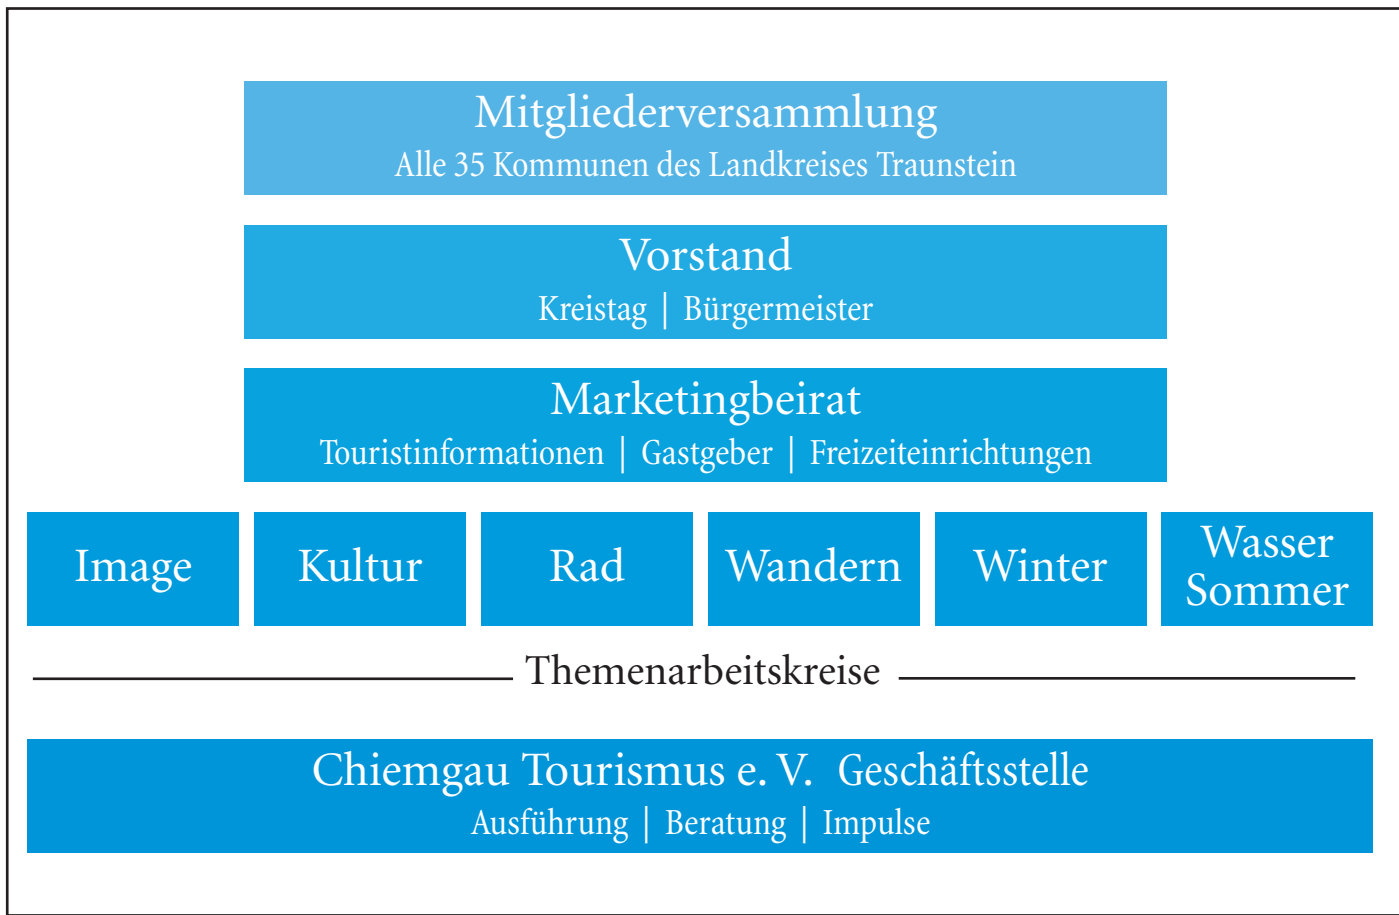 Mitgliederversammlung
Alle 35 Kommunen des Landkreises Traunstein
Vorstand
Kreistag | Bürgermeister
Marketingbeirat
Touristinformationen | Gastgeber | Freizeiteinrichtungen
Image
Kultur
Rad
Wandern
Winter
Wasser
Sommer
Themenarbeitskreise
Chiemgau Tourismus e. V. Geschäftsstelle
Ausführung | Beratung | Impulse